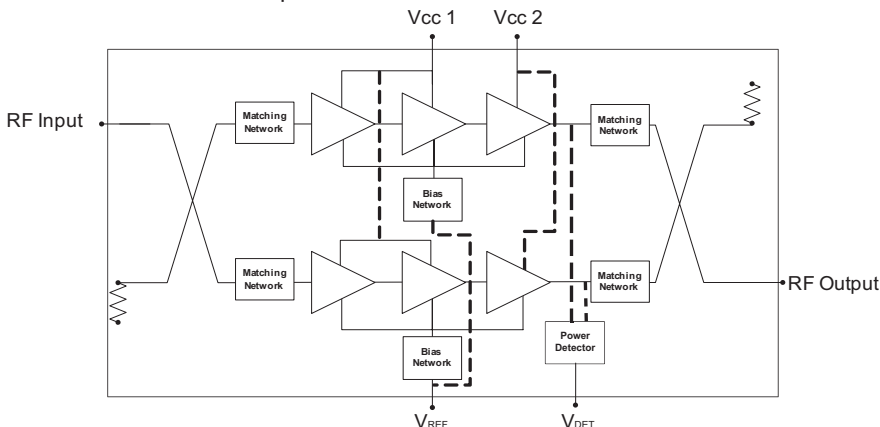 Vcc 1
Vcc 2
RF Input
Matching
Network
Matching
Network
Bias
Network
Matching
Network
Matching
Network
RF Output
Bias
Network
Power
Detector
VREF
VDET